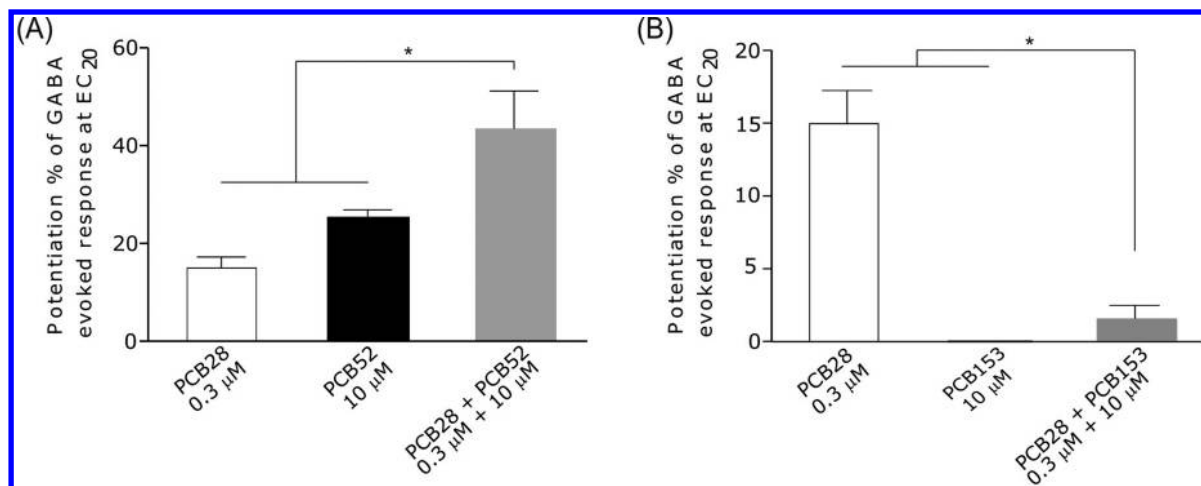 (A)
Potentiation % of GABA
evoked response at EC20
60
40
20
0
*
PCB28
0.3 µM
PCB52
10 µM
PCB28 + PCB52
0.3 µM + 10 µM
(B)
Potentiation % of GABA
evoked response at EC20
20
15
10
5
0
*
PCB28
0.3 µM
PCB153
10 µM
PCB28 + PCB153
0.3 µM + 10 µM